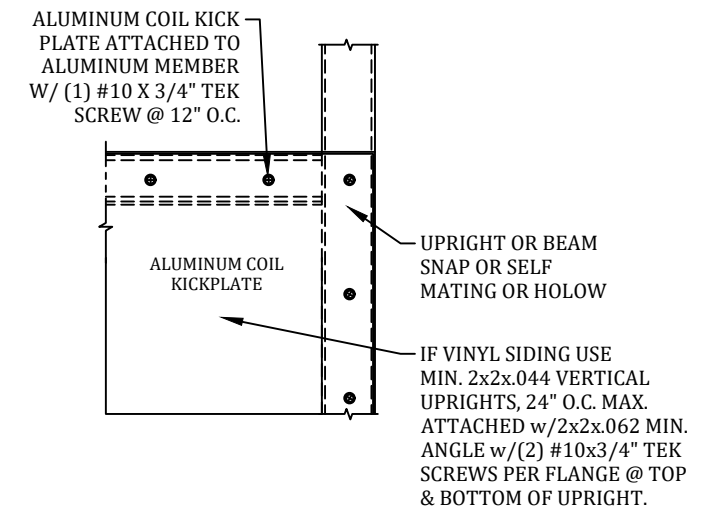 ALUMINUM COIL KICK
PLATE ATTACHED TO
ALUMINUM MEMBER
W/ (1) #10 X 3/4" TEK
SCREW @ 12" O.C.
UPRIGHT OR BEAM
SNAP OR SELF
MATING OR HOLOW
ALUMINUM COIL
KICKPLATE
IF VINYL SIDING USE
MIN. 2x2x.044 VERTICAL
UPRIGHTS, 24" O.C. MAX.
ATTACHED w/2x2x.062 MIN.
ANGLE w/(2) #10x3/4" TEK
SCREWS PER FLANGE @ TOP
& BOTTOM OF UPRIGHT.